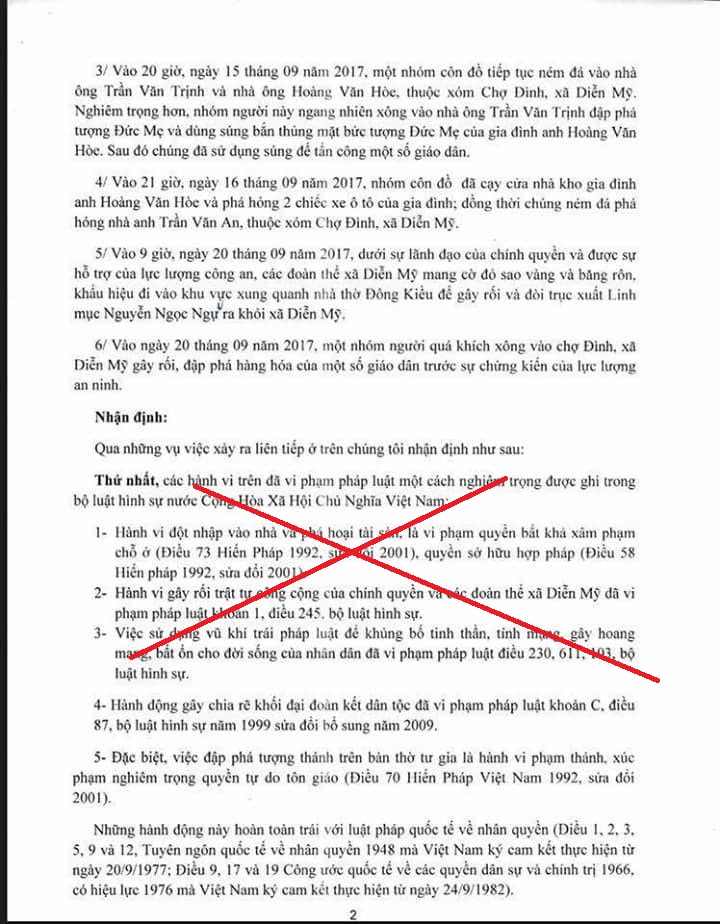 3/ Vào 20 giờ, ngày 15 tháng 09 năm 2017, một nhóm côn đồ tiếp tục ném đá vào nhà
ông Trần Văn Trịnh và nhà ông Hoàng Văn Hòe, thuộc xóm Chợ Đình, xã Diễn Mỹ.
Nghiêm trọng hơn, nhóm người này ngang nhiên xông vào nhà ông Trần Văn Trịnh đập phá
tượng Đức Mẹ và dùng súng bắn thủng mặt bức tượng Đức Mẹ của gia đình anh Hoàng Văn
Hòe. Sau đó chúng đã sử dụng súng để tấn công một số giáo dân.
4/ Vào 21 giờ, ngày 16 tháng 09 năm 2017, nhóm côn đồ đã cạy cửa nhà kho gia đình
anh Hoàng Văn Hòe và phá hỏng 2 chiếc xe ô tô của gia đình; đồng thời chúng ném đá phá
hỏng nhà anh Trần Văn An, thuộc xóm Chợ Đình, xã Diễn Mỹ.
5/ Vào 9 giờ, ngày 20 tháng 09 năm 2017, dưới sự lãnh đạo của chính quyền và được sự
hỗ trợ của lực lượng công an, các đoàn thể xã Diễn Mỹ mang cờ đỏ sao vàng và băng rôn,
khẩu hiệu đi vào khu vực xung quanh nhà thờ Đông Kiều để gây rối và đòi trục xuất Linh
mục Nguyễn Ngọc Ngự ra khỏi xã Diễn Mỹ.
6/ Vào ngày 20 tháng 09 năm 2017, một nhóm người quá khích xông vào chợ Đình, xã
Diễn Mỹ gây rối, đập phá hàng hóa của một số giáo dân trước sự chứng kiến của lực lượng
an ninh.
Nhận định:
Qua những vụ việc xảy ra liên tiếp ở trên chúng tôi nhận định như sau:
Thứ nhất, các hành vi trên đã vi phạm pháp luật một cách nghiêm trọng được ghi trong
bộ luật hình sự nước Cộng Hòa Xã Hội Chủ Nghĩa Việt Nam:
1- Hành vi đột nhập vào nhà và phá hoại tài sản, là vi phạm quyền bất khả xâm phạm
chỗ ở (Điều 73 Hiến Pháp 1992, sửa đổi 2001), quyền sở hữu hợp pháp (Điều 58
Hiến pháp 1992, sửa đổi 2001)
2- Hành vi gây rối trật tự công cộng của chính quyền và các đoàn thể xã Diễn Mỹ đã vi
phạm pháp luật khoản 1, điều 245, bộ luật hình sự.
3- Việc sử dụng vũ khí trái pháp luật để khủng bố tinh thần, tính mạng, gây hoang
mang, bất ổn cho đời sống của nhân dân đã vi phạm pháp luật điều 230, 611, 103, bộ
luật hình sự.
4- Hành động gây chia rẽ khối đại đoàn kết dân tộc đã vi phạm pháp luật khoản C, điều
87, bộ luật hình sự năm 1999 sửa đổi bổ sung năm 2009.
5- Đặc biệt, việc đập phá tượng thánh trên bàn thờ tư gia là hành vi phạm thánh, xúc
phạm nghiêm trọng quyền tự do tôn giáo (Điều 70 Hiến Pháp Việt Nam 1992, sửa đổi
2001).
Những hành động này hoàn toàn trái với luật pháp quốc tế về nhân quyền (Điều 1, 2, 3,
5, 9 và 12, Tuyên ngôn quốc tế về nhân quyền 1948 mà Việt Nam ký cam kết thực hiện từ
ngày 20/9/1977; Điều 9, 17 và 19 Công ước quốc tế về các quyền dân sự và chính trị 1966,
có hiệu lực 1976 mà Việt Nam ký cam kết thực hiện từ ngày 24/9/1982).
2